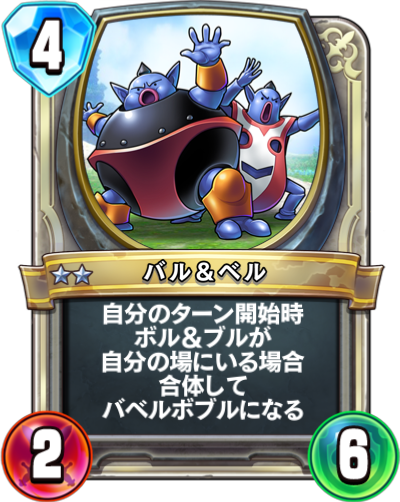 4
バル&ベル
自分のターン開始時
ボル&ブルが
自分の場にいる場合
合体して
バベルボブルになる
2
6